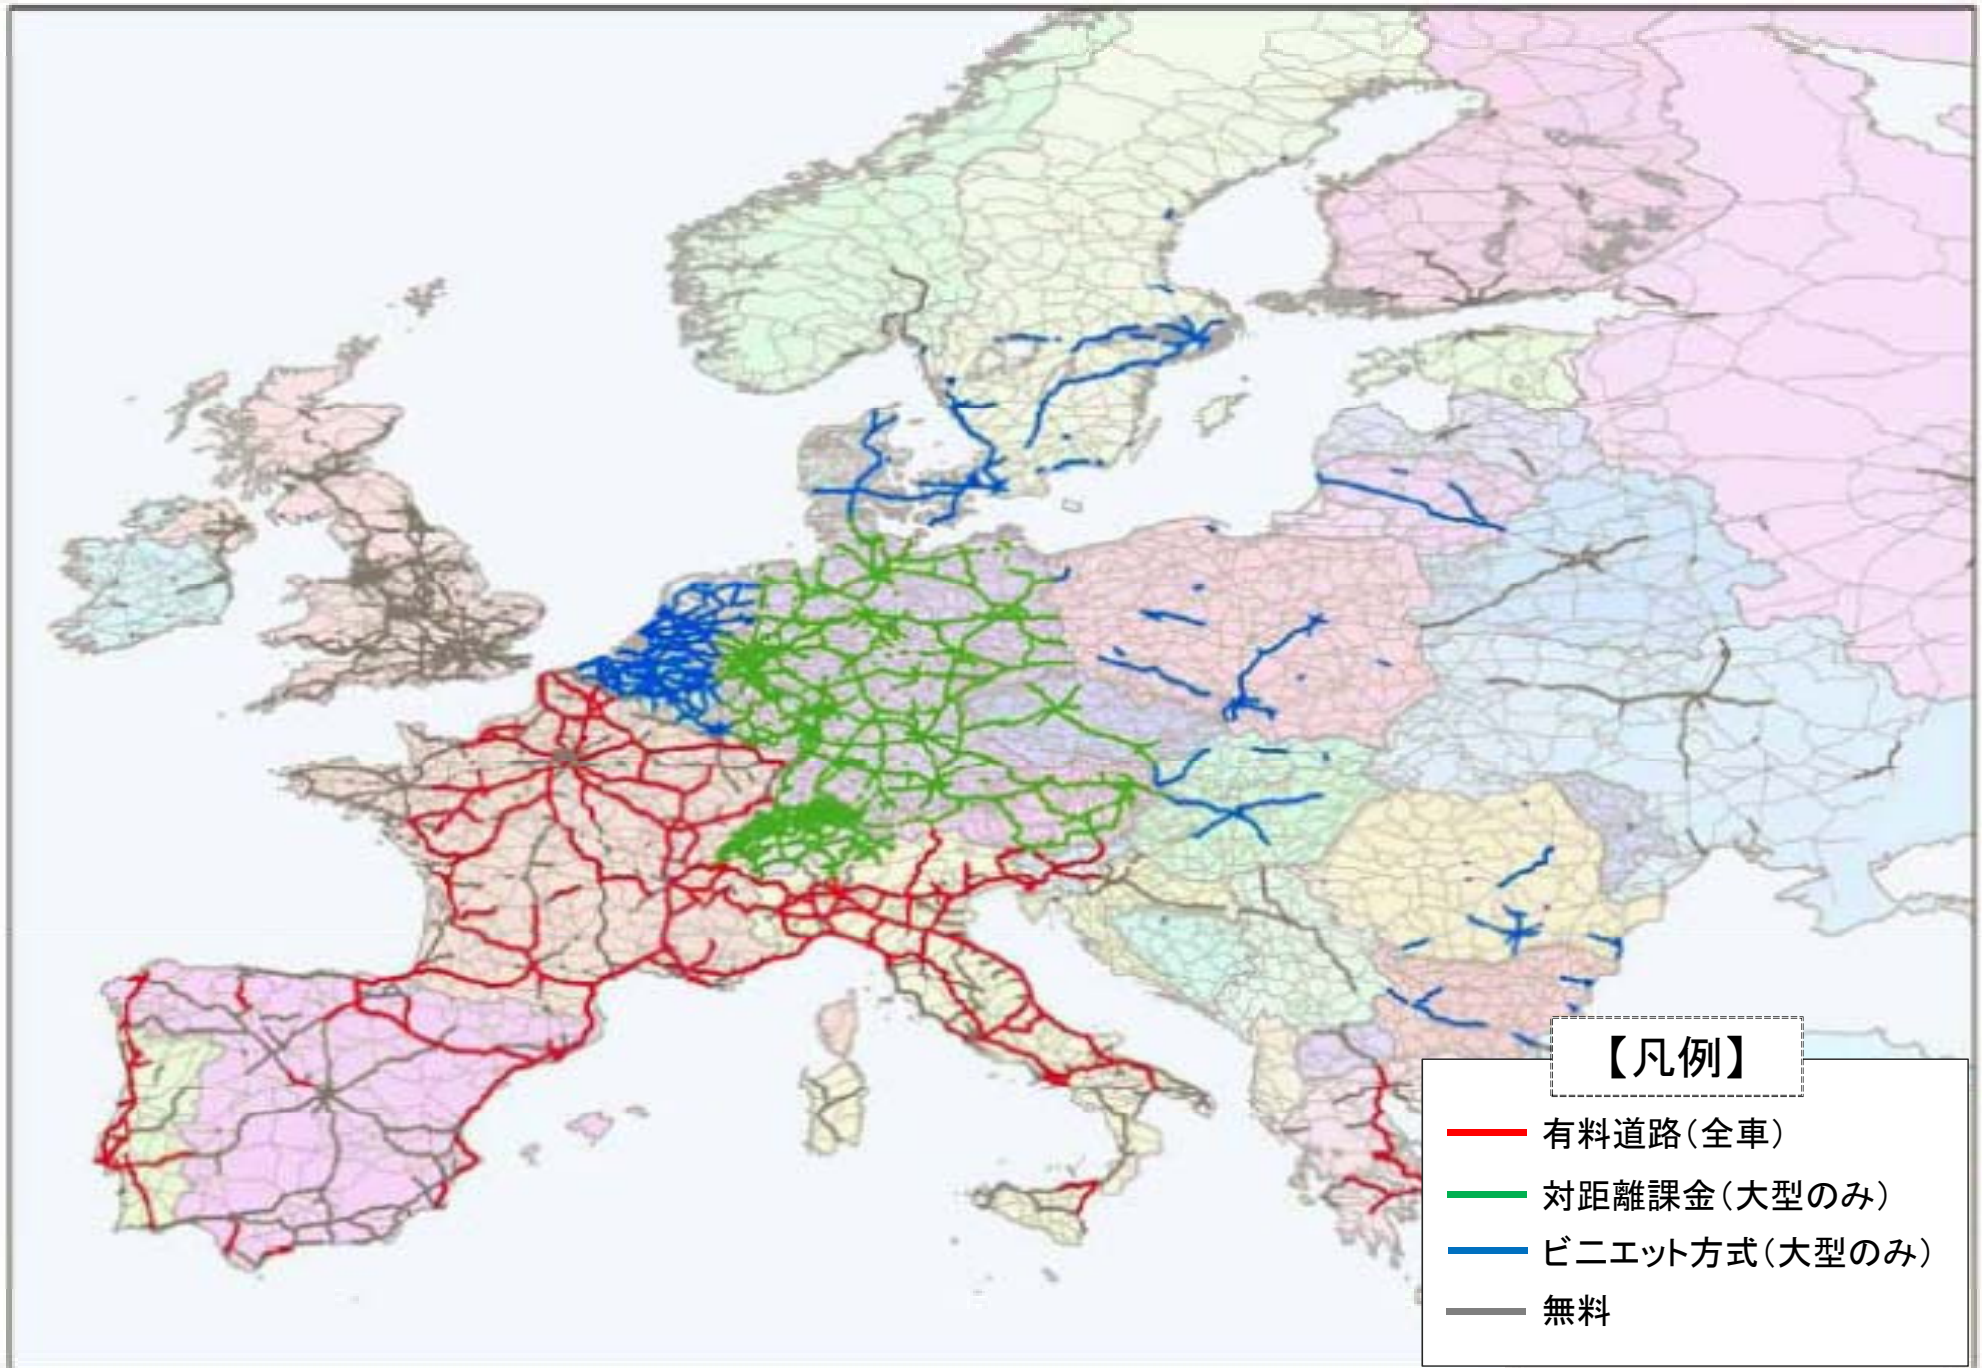 【凡例】
有料道路（全車）
対距離課金（大型のみ）
ビニエット方式（大型のみ）
無料